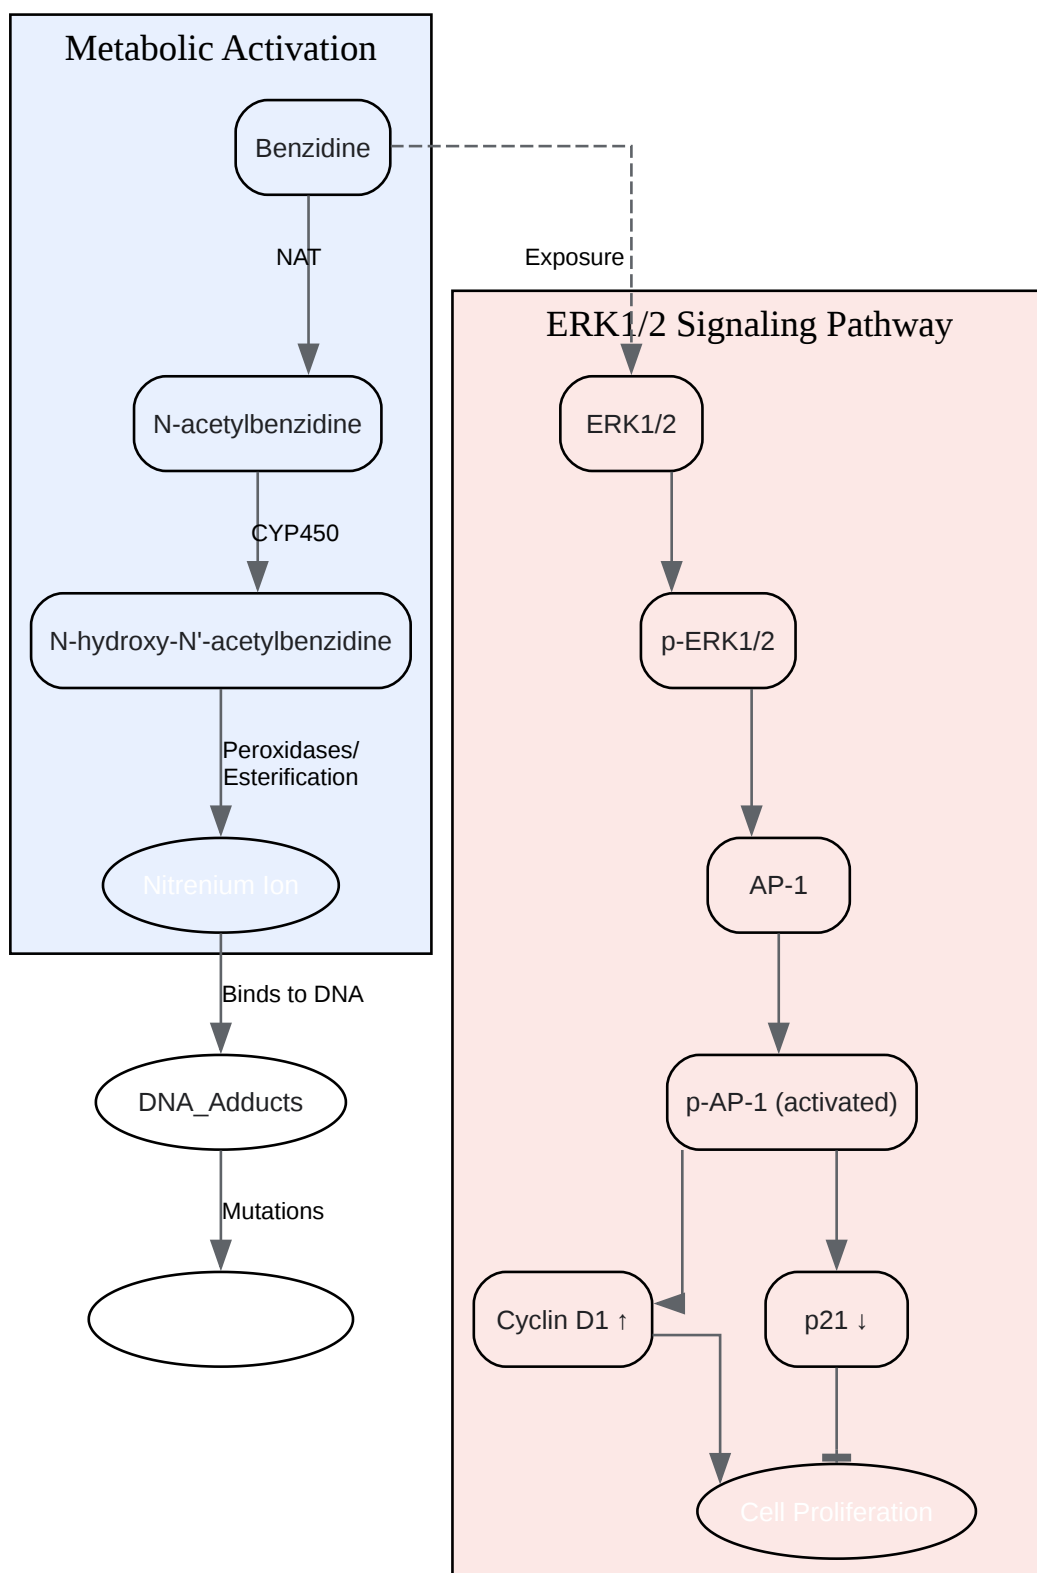 Metabolic Activation
Benzidine
NAT
Exposure
ERK1/2 Signaling Pathway
N-acetylbenzidine
ERK1/2
CYP450
N-hydroxy-N'-acetylbenzidine
p-ERK1/2
Peroxidases/
Esterification
Nitrenium Ion
AP-1
Binds to DNA
DNA_Adducts
p-AP-1 (activated)
Mutations
Cyclin D1 ↑
p21 ↓
Cell Proliferation